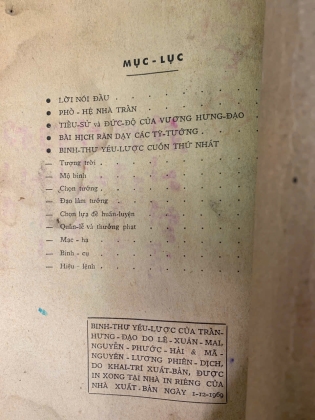 MỤC - LỤC
● LỜI NÓI ĐẦU . . . . . . . . .
● PHỔ - HỆ NHÀ TRẦN . . . . . . .
● TIỂU-SỬ và ĐỨC-ĐỘ CỦA VƯƠNG HƯNG-ĐẠO
● BÀI HỊCH RĂN DẠY CÁC TỲ-TƯỚNG .
● BINH-THƯ YẾU-LƯỢC CUỐN THỨ NHẤT
— Tượng trời . . . . . . . . .
— Mộ binh . . . . . . . . .
— Chọn tướng . . . . . . . . .
— Đạo làm tướng . . . . . . . .
— Chọn lựa để huấn-luyện . . . . . .
— Quân-lễ và thưởng phạt . . . . . .
— Mạc - hạ . . . . . . . . .
— Binh - cụ . . . . . . . . .
— Hiệu - lệnh . . . . . . . . .
BINH-THƯ YẾU-LƯỢC CỦA TRẦN-
HƯNG - ĐẠO DO LÊ - XUÂN - MAI,
NGUYỄN - PHƯỚC - HẢI & MÃ -
NGUYÊN - LƯƠNG PHIÊN - DỊCH,
DO KHAI-TRÍ XUẤT-BẢN, ĐƯỢC
IN XONG TẠI NHÀ IN RIÊNG CỦA
NHÀ XUẤT - BẢN NGÀY 1-12-1969